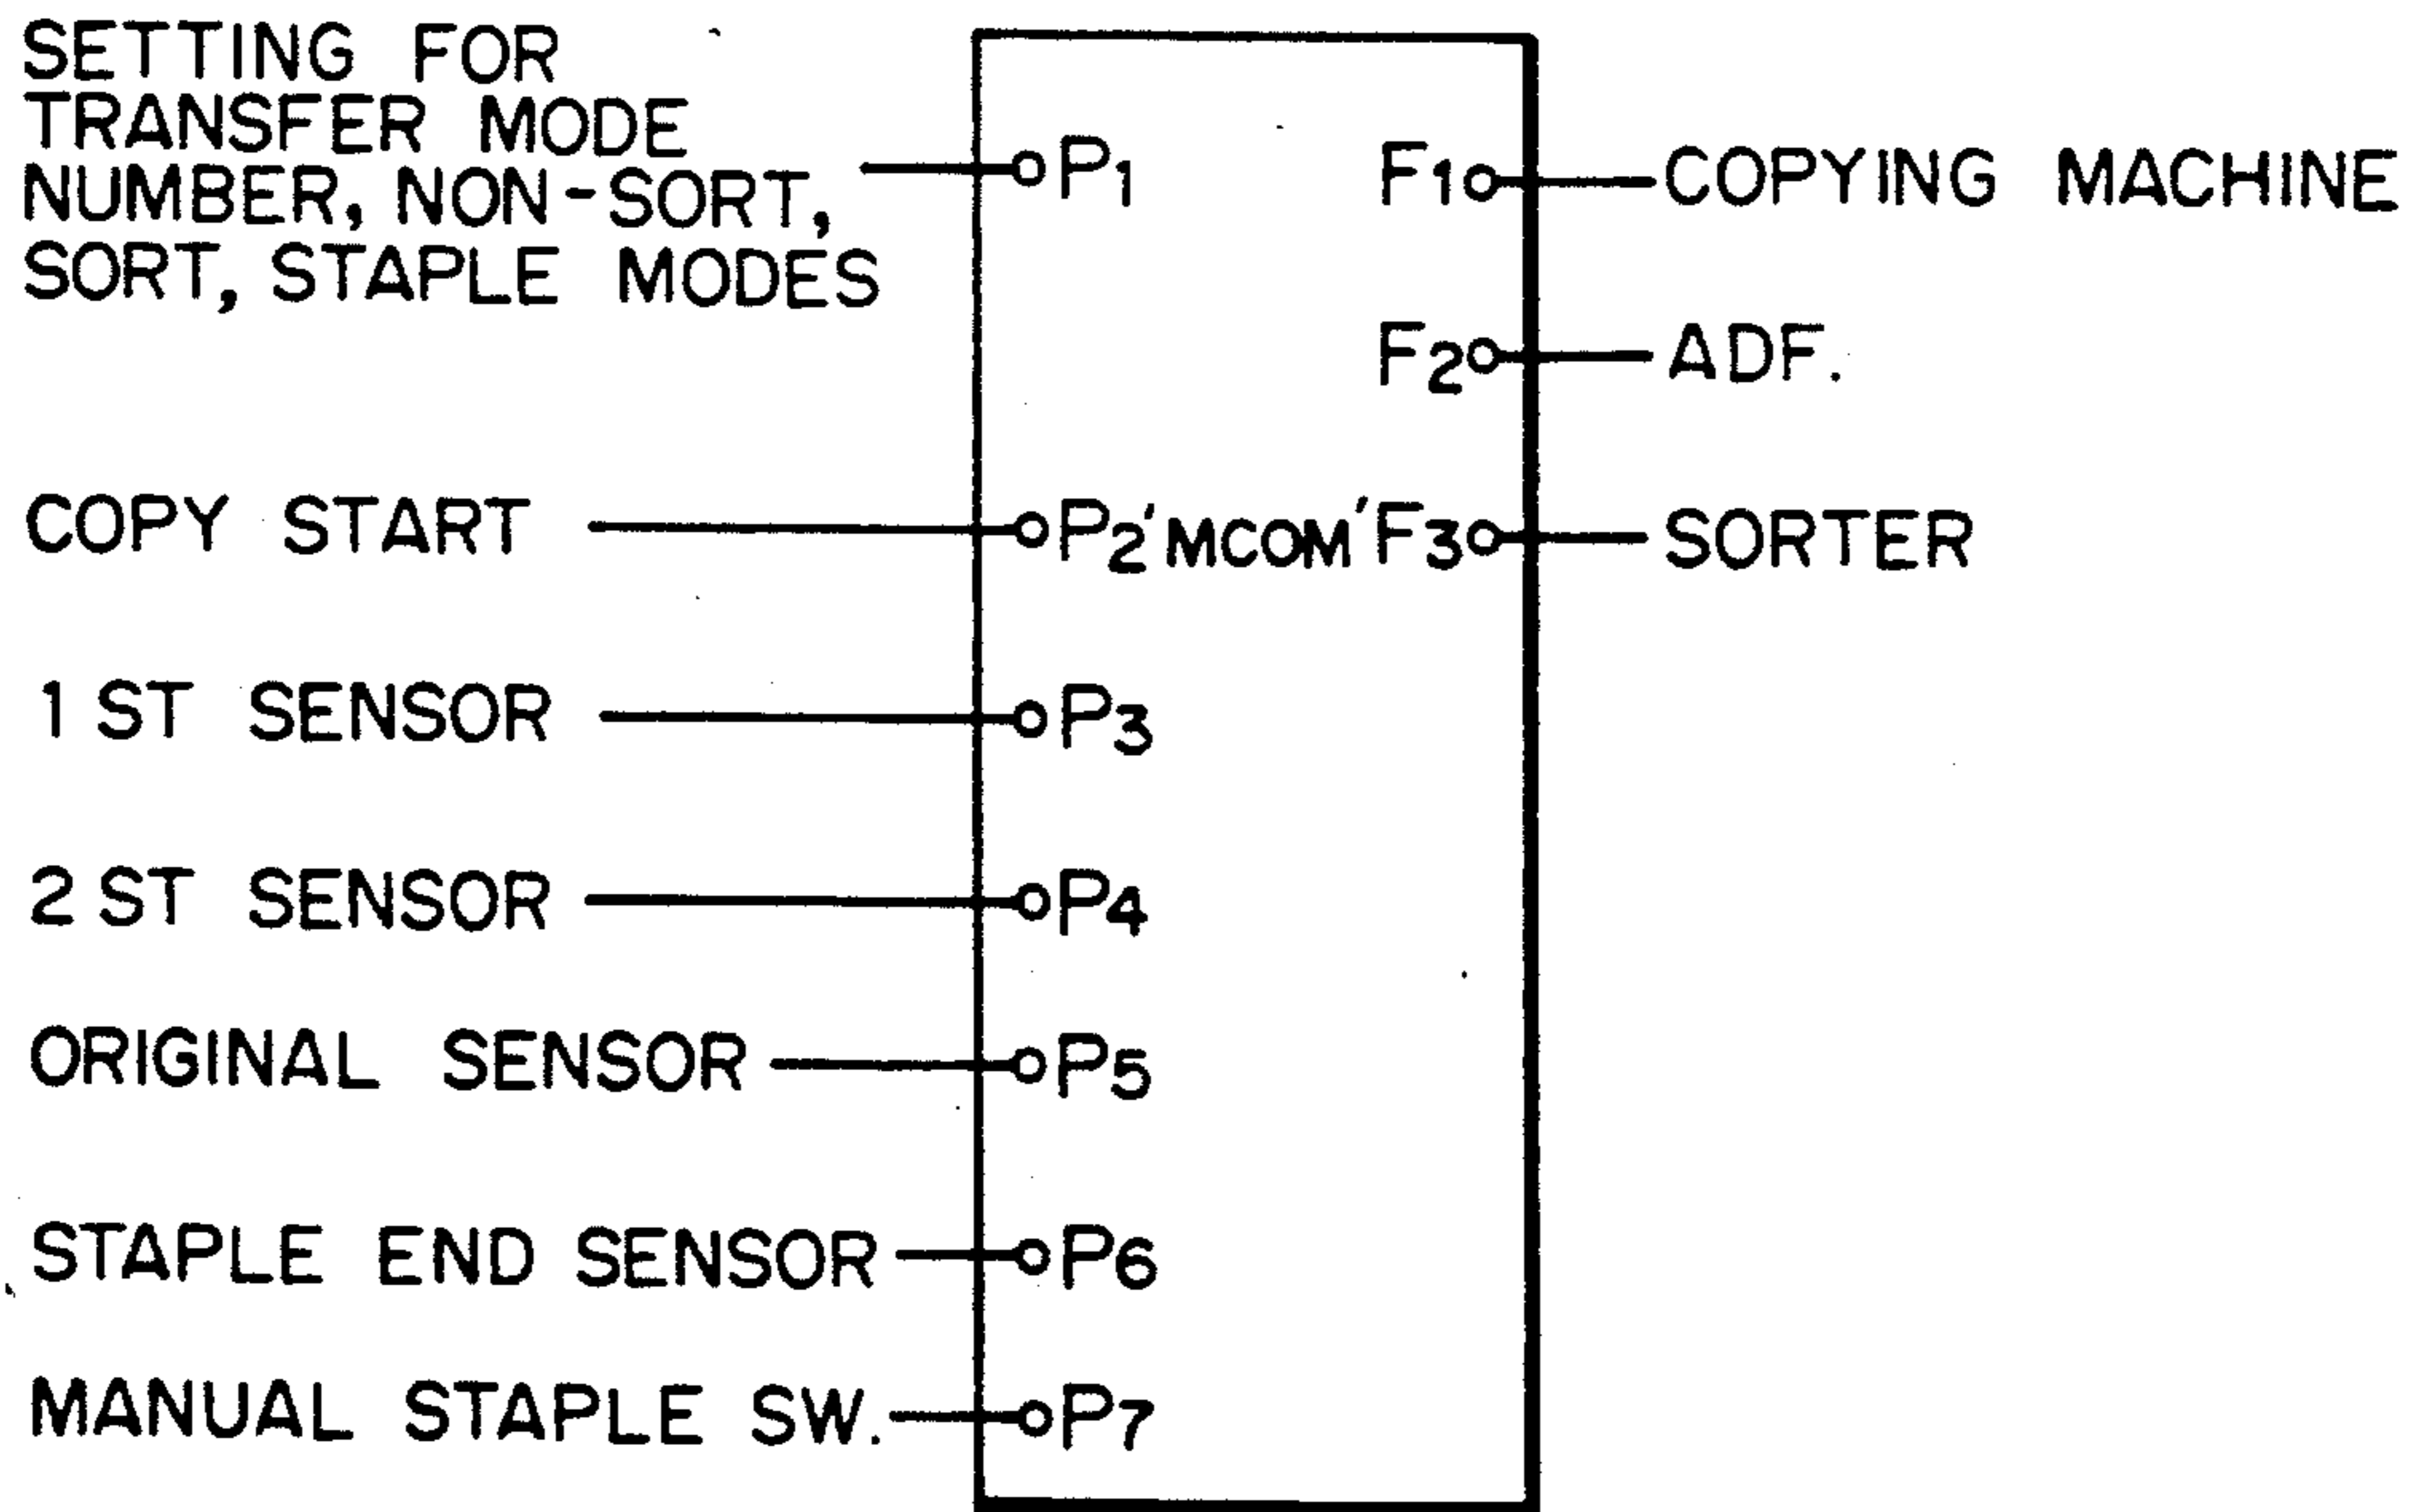 SETTING FOR
TRANSFER MODE
NUMBER, NON-SORT,
SORT, STAPLE MODES
P1
F1 COPYING MACHINE
F2 ADF.
COPY START P2 'MCOM' F3 SORTER
1 ST SENSOR P3
2 ST SENSOR P4
ORIGINAL SENSOR P5
STAPLE END SENSOR P6
MANUAL STAPLE SW. P7